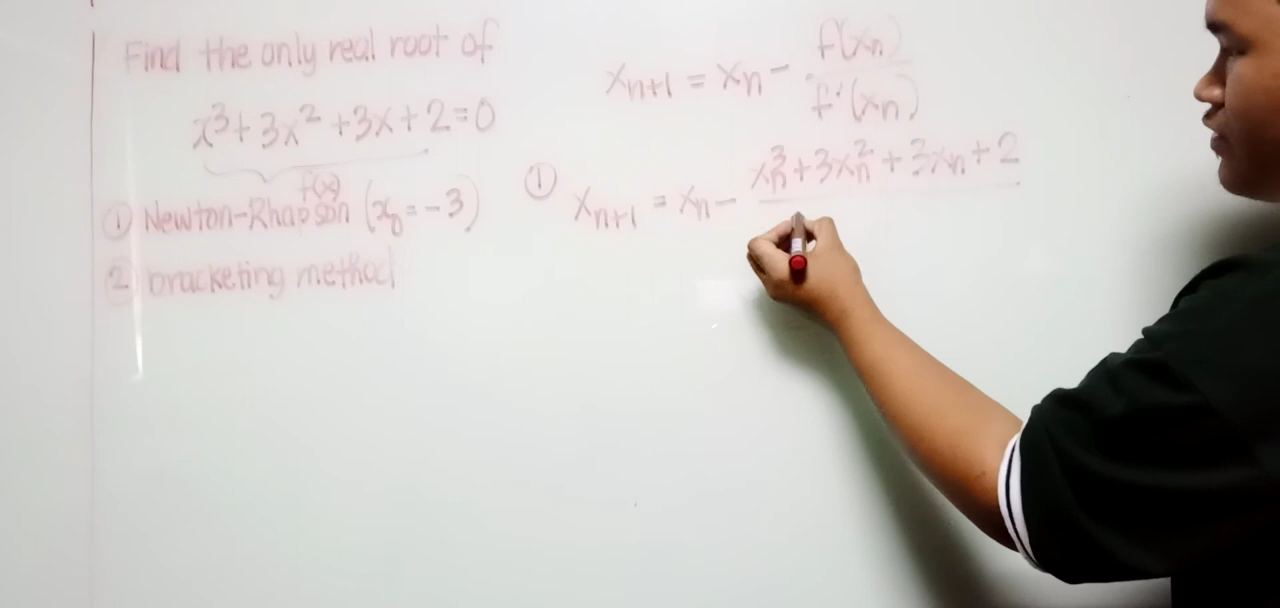 Find the only real root of
x³ + 3x² + 3x + 2 = 0
f(x)
① Newton-Rhapson (x₀ = -3)
② bracketing method
xₙ₊₁ = xₙ - f(xₙ) / f'(xₙ)
① xₙ₊₁ = xₙ - xₙ³ + 3xₙ² + 3xₙ + 2